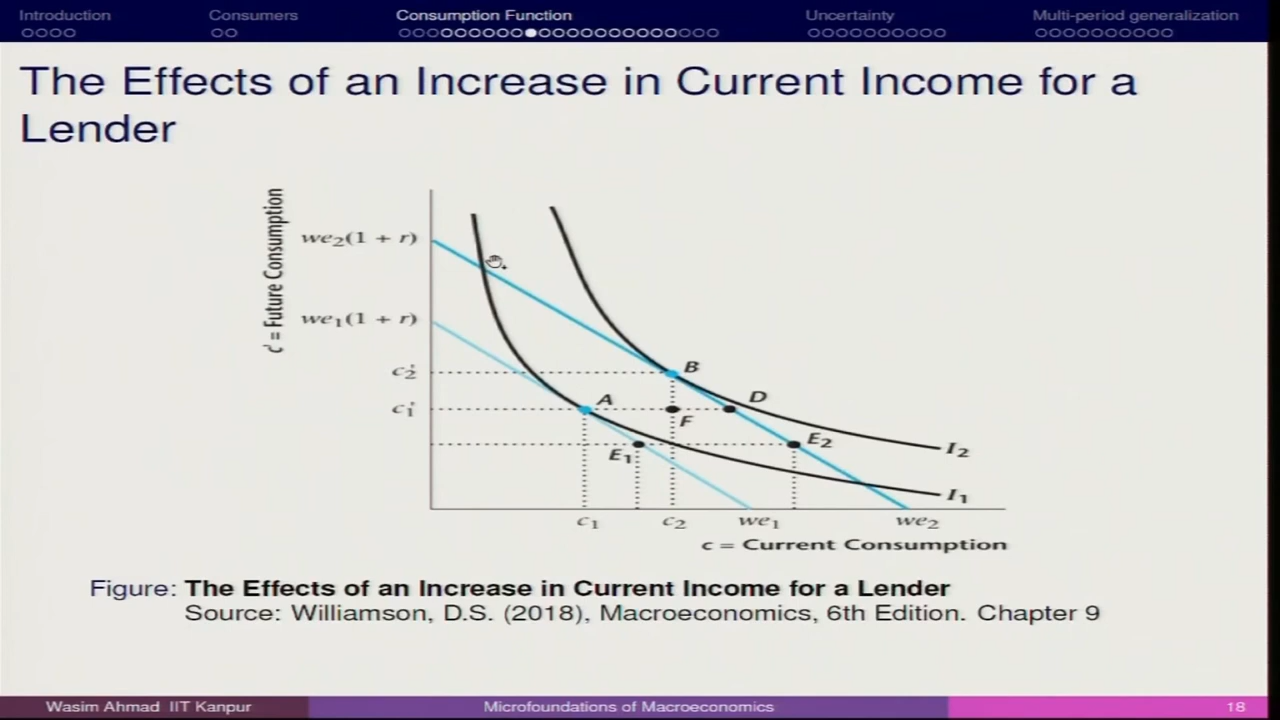 Introduction
Consumers
Consumption Function
Uncertainty
Multi-period generalization
The Effects of an Increase in Current Income for a
Lender
c' = Future Consumption
we₂(1 + r)
we₁(1 + r)
c₂'
c₁'
B
A
D
F
E₁
E₂
I₂
I₁
c₁
c₂
we₁
we₂
c = Current Consumption
Figure: The Effects of an Increase in Current Income for a Lender
Source: Williamson, D.S. (2018), Macroeconomics, 6th Edition. Chapter 9
Wasim Ahmad IIT Kanpur
Microfoundations of Macroeconomics
18